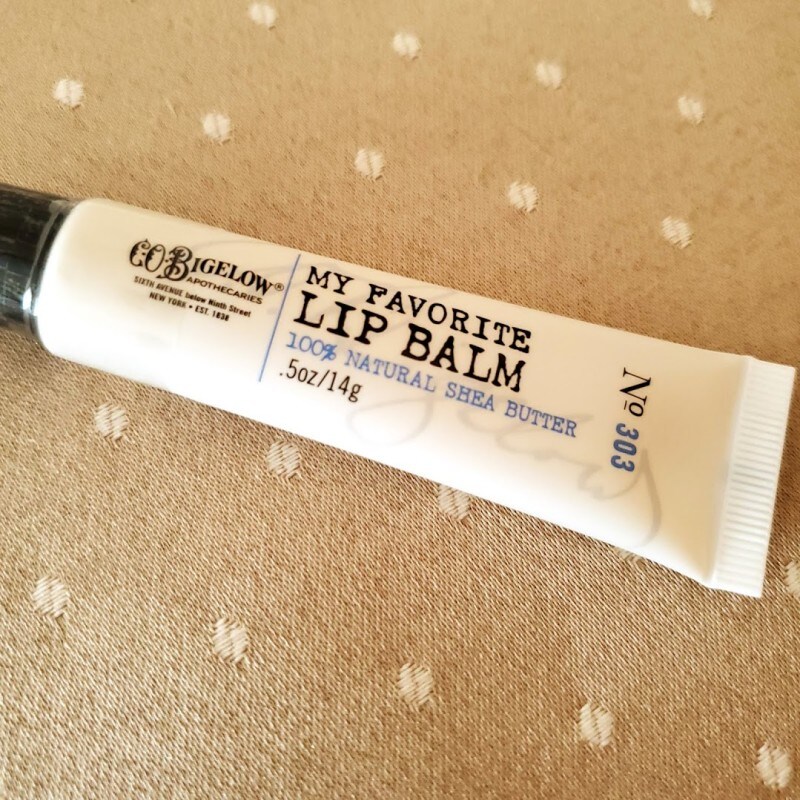 C.O.BIGELOW®
APOTHECARIES
SIXTH AVENUE below Ninth Street
NEW YORK • EST. 1838
MY FAVORITE
LIP BALM
100% NATURAL SHEA BUTTER
.5oz/14g
Nº 303
Bigelow